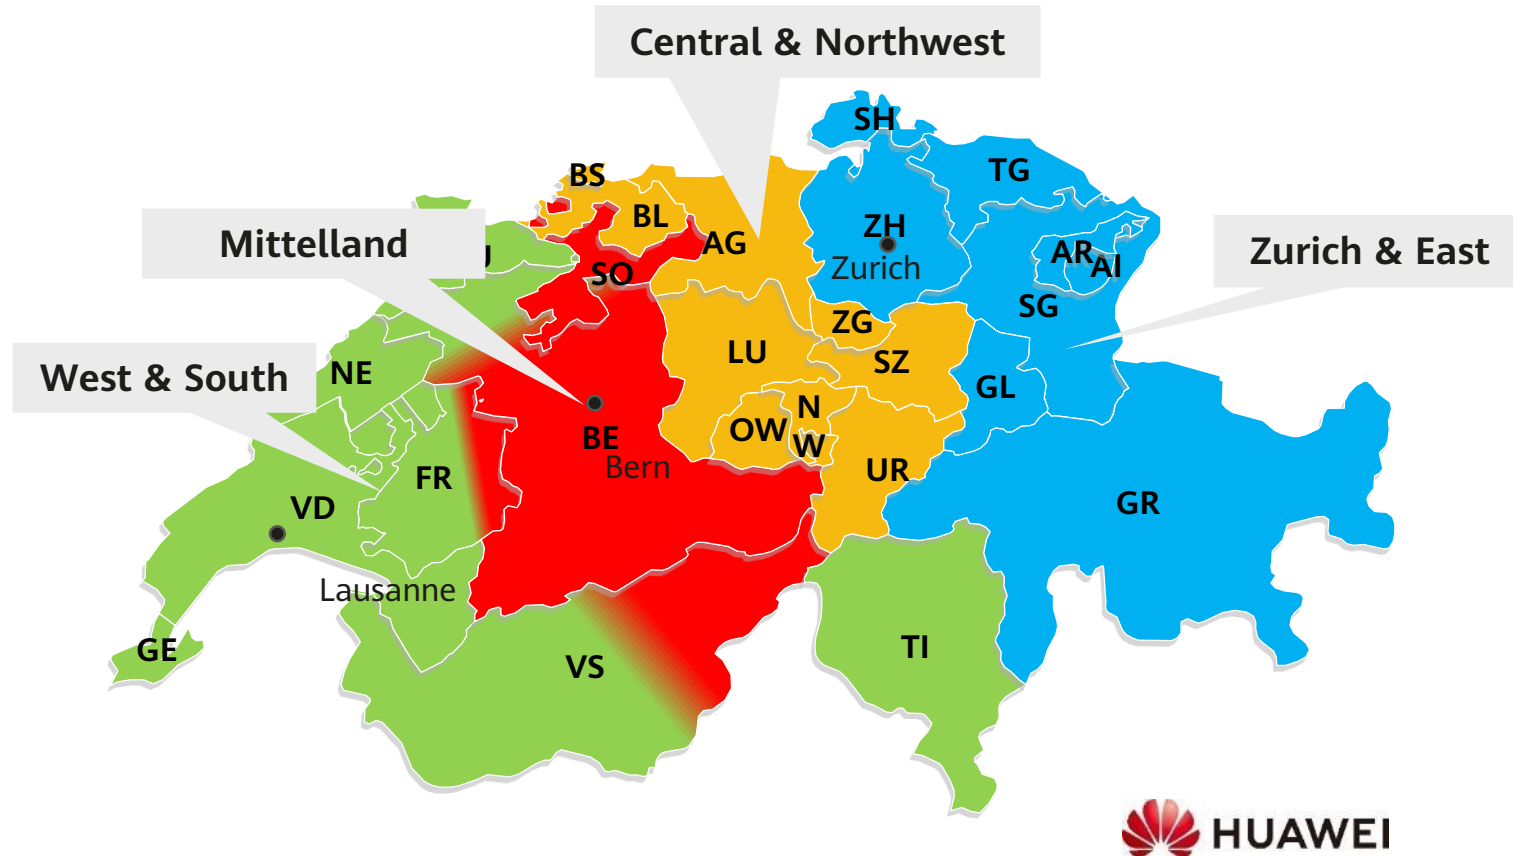 Central & Northwest
SH
BS
TG
BL
ZH
AG
Mittelland
Zurich & East
AR
AI
Zurich
SO
SG
ZG
LU
SZ
NE
West & South
GL
N
W
OW
BE
Bern
UR
FR
GR
VD
Lausanne
GE
VS
TI
HUAWEI